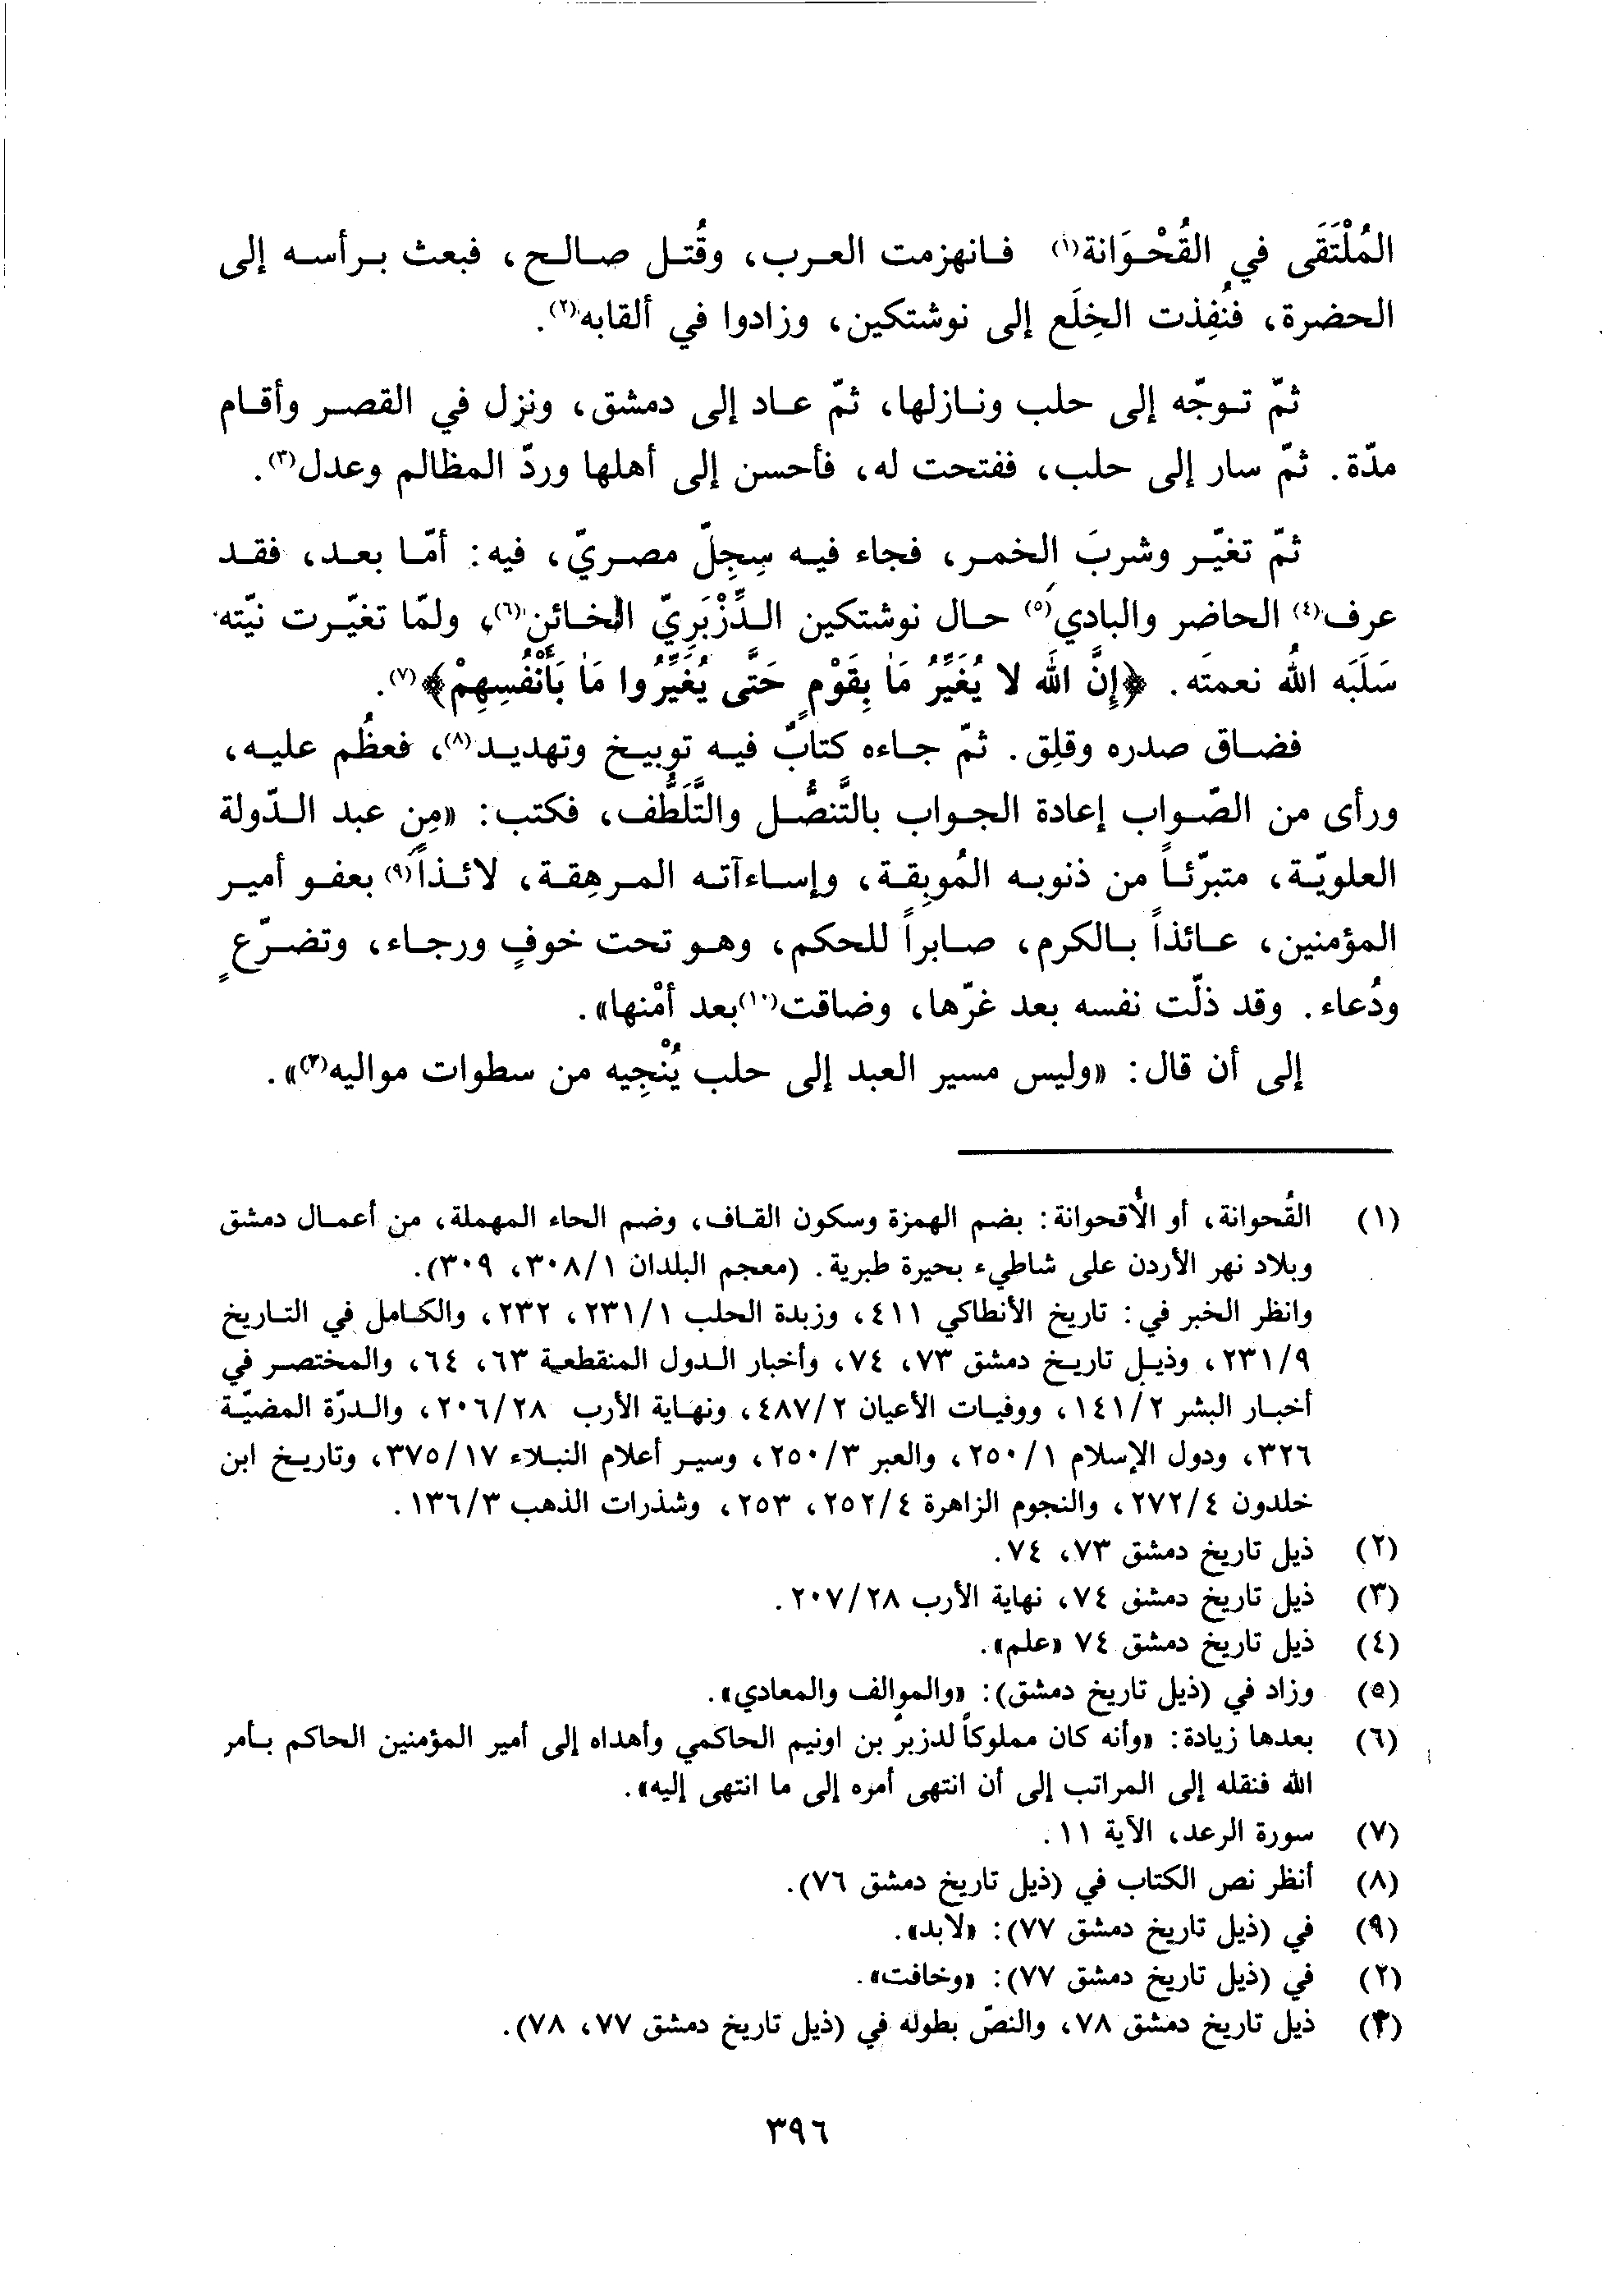 المُلْتَقَى في القُحْوَانة(١) فانهزمت العرب، وقُتل صالح، فبعث برأسه إلى
الحضرة، فنُفِذت الخِلَع إلى نوشتكين، وزادوا في ألقابه(٢).
ثمّ توجّه إلى حلب ونازلها، ثمّ عاد إلى دمشق، ونزل في القصر وأقام
مدّة. ثمّ سار إلى حلب، ففتحت له، فأحسن إلى أهلها وردّ المظالم وعدل(٣).
ثمّ تغيّر وشربَ الخمر، فجاء فيه سِجِلّ مصريّ، فيه: أمّا بعد، فقد
عرف(٤) الحاضر والبادي(٥) حال نوشتكين الدِّزْبَرِيّ الخائن(٦)، ولمّا تغيّرت نيّته
سَلَبَه اللهُ نعمتَه. ﴿إِنَّ اللهَ لا يُغَيِّرُ مَا بِقَوْمٍ حَتَّى يُغَيِّرُوا مَا بَأَنْفُسِهِمْ﴾(٧).
فضاق صدره وقلِق. ثمّ جاءه كتابٌ فيه توبيخ وتهديد(٨)، فعظُم عليه،
ورأى من الصّواب إعادة الجواب بالتَّنصُّل والتَّلَطُّف، فكتب: «مِن عبد الدّولة
العلويّة، متبرّئاً من ذنوبه المُوبِقة، وإساءآته المرهِقة، لائذاً(٩) بعفو أمير
المؤمنين، عائذاً بالكرم، صابراً للحكم، وهو تحت خوفٍ ورجاء، وتضرّعٍ
ودُعاء. وقد ذلّت نفسه بعد غرّها، وضاقت(١٠)بعد أمْنها».
إلى أن قال: «وليس مسير العبد إلى حلب يُنْجِيه من سطوات مواليه(٣)».
(١) القُحوانة، أو الأُقحوانة: بضم الهمزة وسكون القاف، وضم الحاء المهملة، من أعمال دمشق
وبلاد نهر الأردن على شاطيء بحيرة طبرية. (معجم البلدان ٣٠٨/١، ٣٠٩).
وانظر الخبر في: تاريخ الأنطاكي ٤١١، وزبدة الحلب ٢٣١/١، ٢٣٢، والكامل في التاريخ
٢٣١/٩، وذيل تاريخ دمشق ٧٣، ٧٤، وأخبار الدول المنقطعية ٦٣، ٦٤، والمختصر في
أخبار البشر ١٤١/٢، ووفيات الأعيان ٤٨٧/٢، ونهاية الأرب ٢٠٦/٢٨، والدرّة المضيّة
٣٢٦، ودول الإسلام ٢٥٠/١، والعبر ٢٥٠/٣، وسير أعلام النبلاء ٣٧٥/١٧، وتاريخ ابن
خلدون ٢٧٢/٤، والنجوم الزاهرة ٢٥٢/٤، ٢٥٣، وشذرات الذهب ١٣٦/٣.
(٢) ذيل تاريخ دمشق ٧٣، ٧٤.
(٣) ذيل تاريخ دمشق ٧٤، نهاية الأرب ٢٠٧/٢٨.
(٤) ذيل تاريخ دمشق ٧٤ «علم».
(٥) وزاد في (ذيل تاريخ دمشق): «والموالف والمعادي».
(٦) بعدها زيادة: «وأنه كان مملوكاً لدزبر بن اونيم الحاكمي وأهداه إلى أمير المؤمنين الحاكم بأمر
الله فنقله إلى المراتب إلى أن انتهى أمره إلى ما انتهى إليه».
(٧) سورة الرعد، الآية ١١.
(٨) أنظر نص الكتاب في (ذيل تاريخ دمشق ٧٦).
(٩) في (ذيل تاريخ دمشق ٧٧): «لابد».
(٢) في (ذيل تاريخ دمشق ٧٧): «وخافت».
(٣) ذيل تاريخ دمشق ٧٨، والنصّ بطوله في (ذيل تاريخ دمشق ٧٧، ٧٨).
٣٩٦